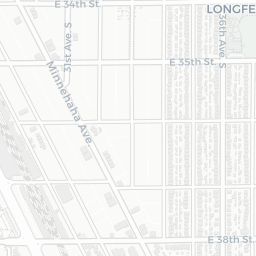 E 34th St.
LONGFE
31st Ave. S
36th Ave. S
E 35th St.
Minnehaha Ave
E 38th St.